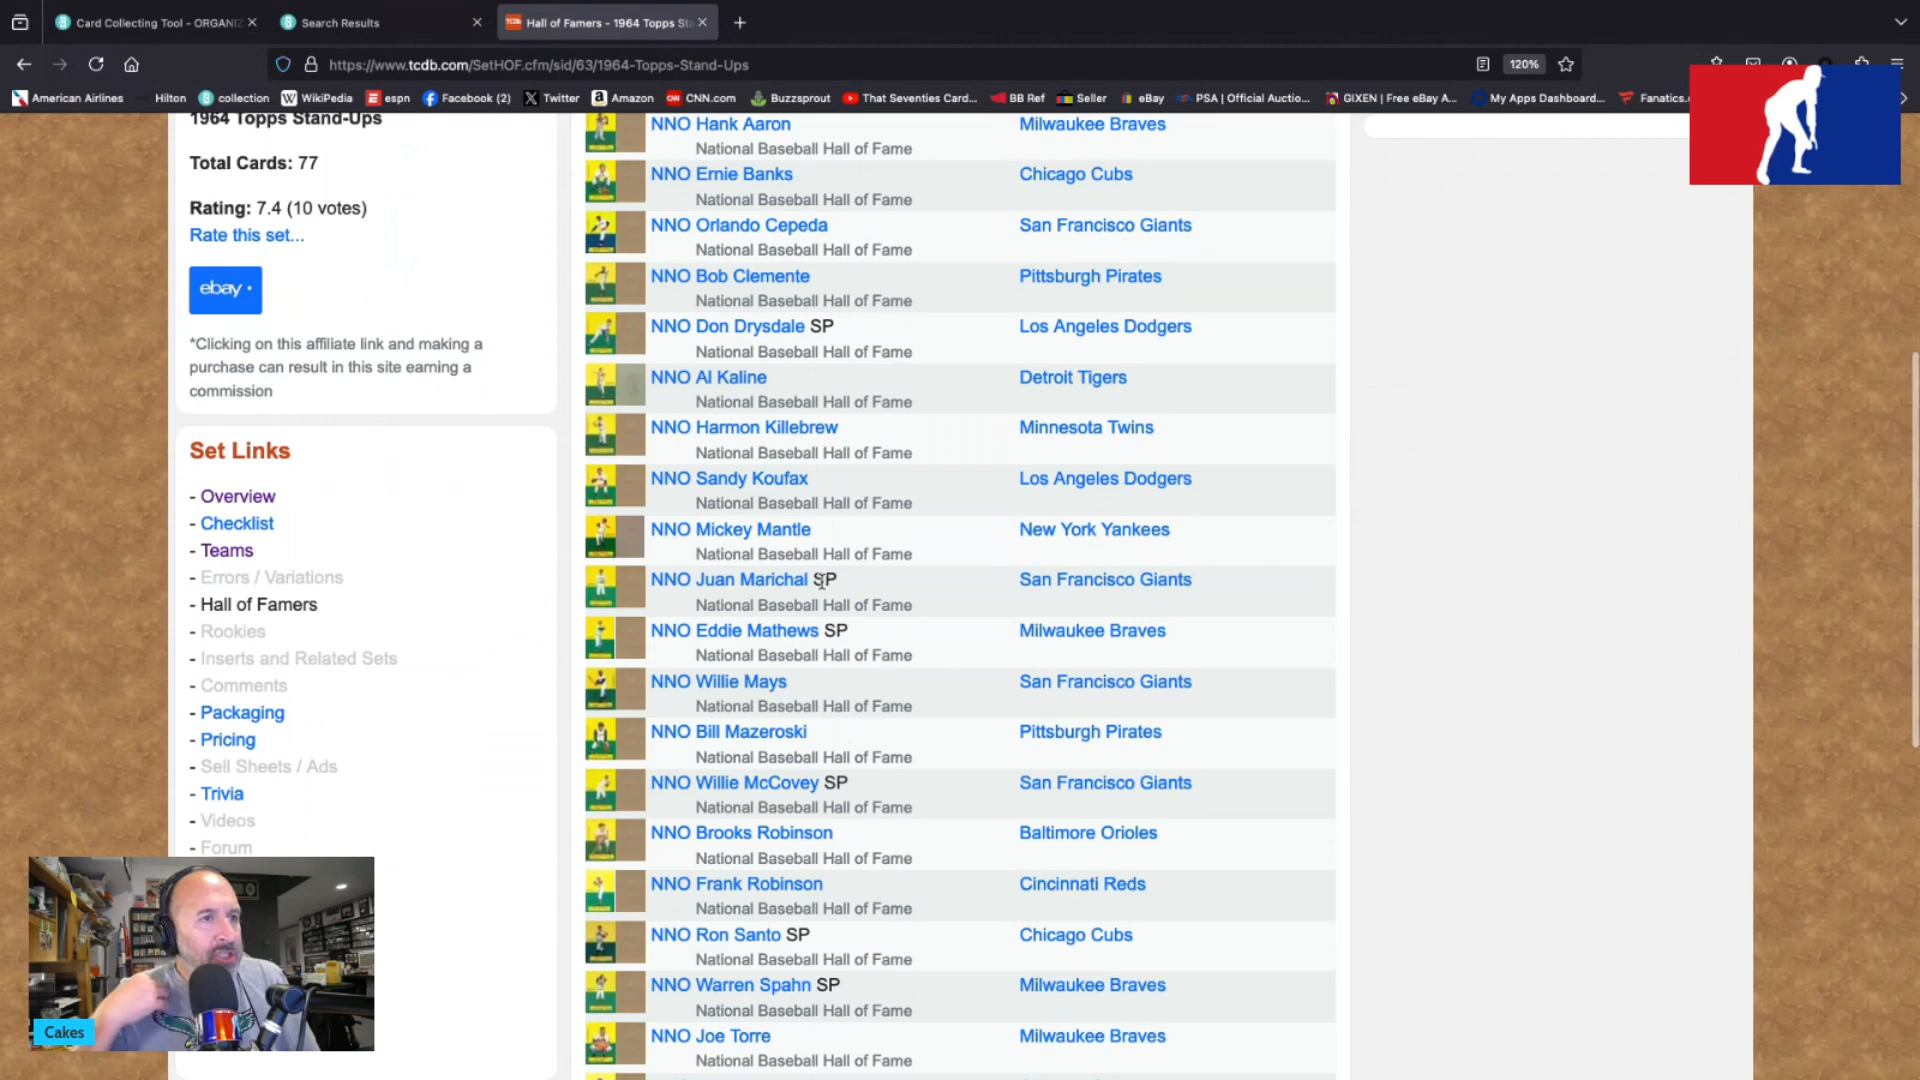 Card Collecting Tool - ORGANIZ
Search Results
TCDb Hall of Famers - 1964 Topps Sta
https://www.tcdb.com/SetHOF.cfm/sid/63/1964-Topps-Stand-Ups
120%
American Airlines
Hilton
collection
WikiPedia
espn
Facebook (2)
Twitter
Amazon
CNN.com
Buzzsprout
That Seventies Card...
BB Ref
Seller
eBay
PSA | Official Auctio...
GIXEN | Free eBay A...
My Apps Dashboard...
Fanatics.
1964 Topps Stand-Ups
Total Cards: 77
Rating: 7.4 (10 votes)
Rate this set...
ebay
*Clicking on this affiliate link and making a
purchase can result in this site earning a
commission
Set Links
- Overview
- Checklist
- Teams
- Errors / Variations
- Hall of Famers
- Rookies
- Inserts and Related Sets
- Comments
- Packaging
- Pricing
- Sell Sheets / Ads
- Trivia
- Videos
- Forum
Cakes
NNO Hank Aaron Milwaukee Braves
National Baseball Hall of Fame
NNO Ernie Banks Chicago Cubs
National Baseball Hall of Fame
NNO Orlando Cepeda San Francisco Giants
National Baseball Hall of Fame
NNO Bob Clemente Pittsburgh Pirates
National Baseball Hall of Fame
NNO Don Drysdale SP Los Angeles Dodgers
National Baseball Hall of Fame
NNO Al Kaline Detroit Tigers
National Baseball Hall of Fame
NNO Harmon Killebrew Minnesota Twins
National Baseball Hall of Fame
NNO Sandy Koufax Los Angeles Dodgers
National Baseball Hall of Fame
NNO Mickey Mantle New York Yankees
National Baseball Hall of Fame
NNO Juan Marichal SP San Francisco Giants
National Baseball Hall of Fame
NNO Eddie Mathews SP Milwaukee Braves
National Baseball Hall of Fame
NNO Willie Mays San Francisco Giants
National Baseball Hall of Fame
NNO Bill Mazeroski Pittsburgh Pirates
National Baseball Hall of Fame
NNO Willie McCovey SP San Francisco Giants
National Baseball Hall of Fame
NNO Brooks Robinson Baltimore Orioles
National Baseball Hall of Fame
NNO Frank Robinson Cincinnati Reds
National Baseball Hall of Fame
NNO Ron Santo SP Chicago Cubs
National Baseball Hall of Fame
NNO Warren Spahn SP Milwaukee Braves
National Baseball Hall of Fame
NNO Joe Torre Milwaukee Braves
National Baseball Hall of Fame